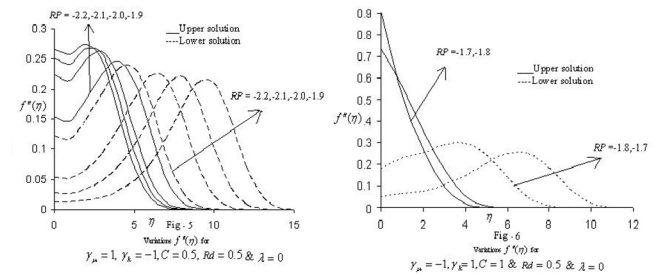 RP = -2.2,-2.1,-2.0,-1.9
Upper solution
Lower solution
0.3
0.25
0.2
0.15
0.1
0.05
0
f″(η)
RP = -2.2,-2.1,-2.0,-1.9
0
5
10
15
η
Fig - 5
Variations f″(η) for
γμ = 1, γk = −1, C = 0.5, Rd = 0.5 & λ = 0
0.9
0.8
0.7
0.6
0.5
0.4
0.3
0.2
0.1
0
f″(η)
RP =-1.7,-1.8
Upper solution
Lower solution
RP =-1.8,-1.7
0
2
4
6
8
10
12
η
Fig -6
Variations f″(η) for
γμ = −1, γk = 1, C = 1 & Rd = 0.5 & λ = 0